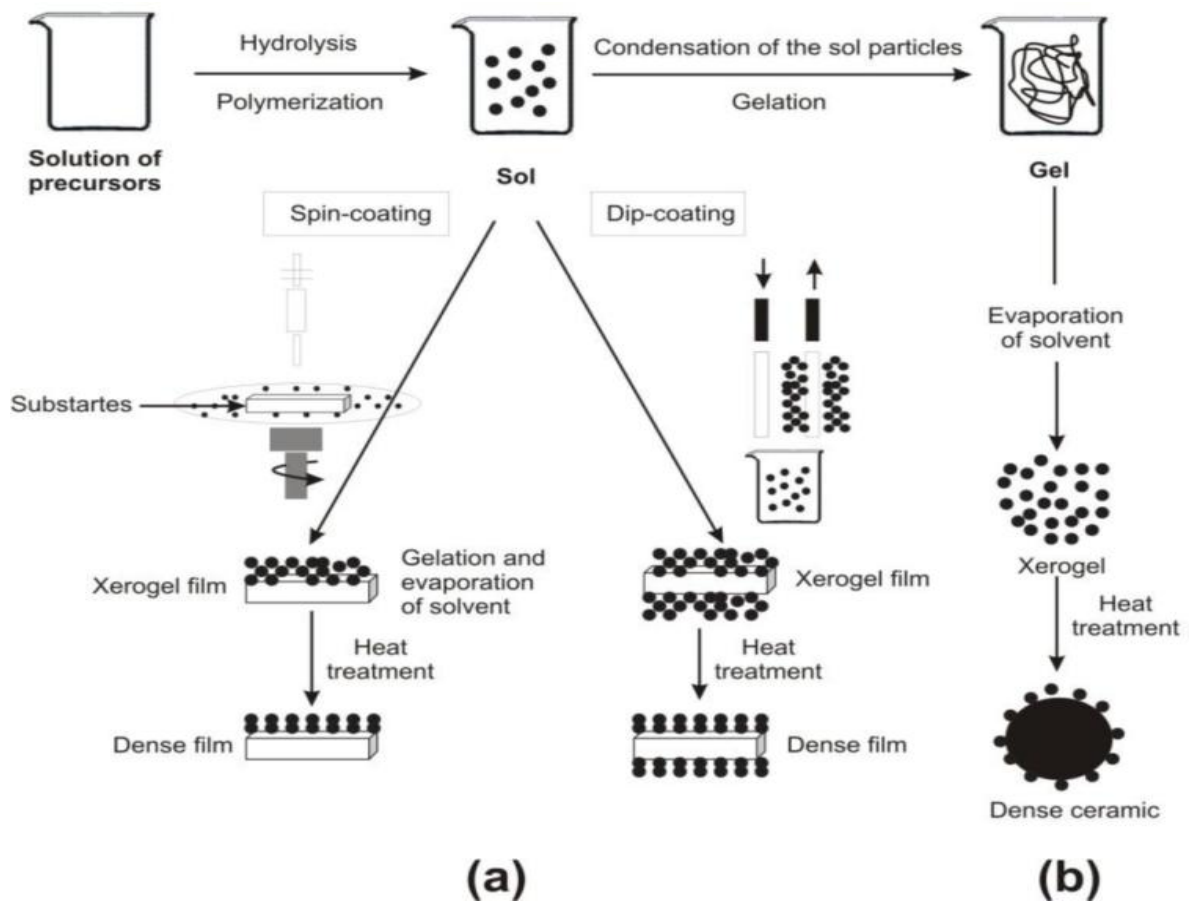 Hydrolysis
Polymerization
Condensation of the sol particles
Gelation
Solution of
precursors
Sol
Gel
Spin-coating
Dip-coating
Evaporation
of solvent
Substartes
Xerogel film
Gelation and
evaporation
of solvent
Xerogel film
Xerogel
Heat
treatment
Heat
treatment
Heat
treatment
Dense film
Dense film
Dense ceramic
(a)
(b)